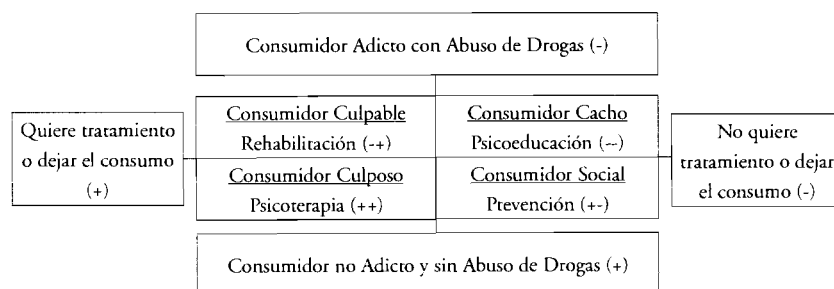 Consumidor Adicto con Abuso de Drogas (-)
Quiere tratamiento
o dejar el consumo
(+)
Consumidor Culpable
Rehabilitación (-+)
Consumidor Cacho
Psicoeducación (--)
Consumidor Culposo
Psicoterapia (++)
Consumidor Social
Prevención (+-)
No quiere
tratamiento o dejar
el consumo (-)
Consumidor no Adicto y sin Abuso de Drogas (+)